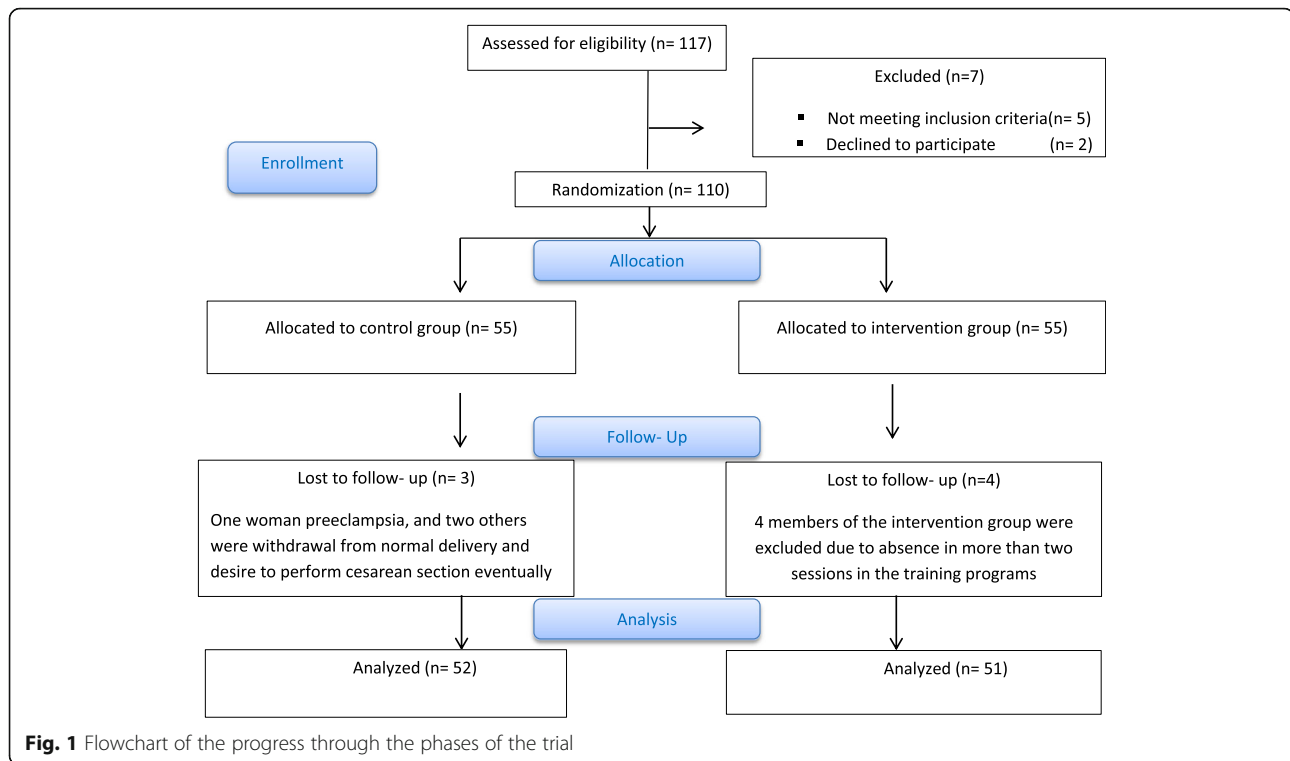 Assessed for eligibility (n= 117)
Excluded (n=7)
▪ Not meeting inclusion criteria(n= 5)
▪ Declined to participate (n= 2)
Enrollment
Randomization (n= 110)
Allocation
Allocated to control group (n= 55)
Allocated to intervention group (n= 55)
Follow- Up
Lost to follow- up (n= 3)
One woman preeclampsia, and two others
were withdrawal from normal delivery and
desire to perform cesarean section eventually
Lost to follow- up (n=4)
4 members of the intervention group were
excluded due to absence in more than two
sessions in the training programs
Analysis
Analyzed (n= 52)
Analyzed (n= 51)
Fig. 1 Flowchart of the progress through the phases of the trial